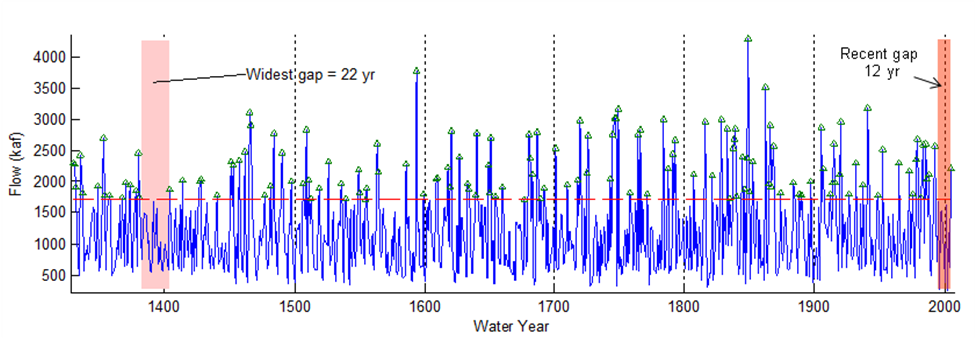 4000
3500
3000
2500
2000
1500
1000
500
Flow (kaf)
Widest gap = 22 yr
Recent gap
12 yr
1400 1500 1600 1700 1800 1900 2000
Water Year